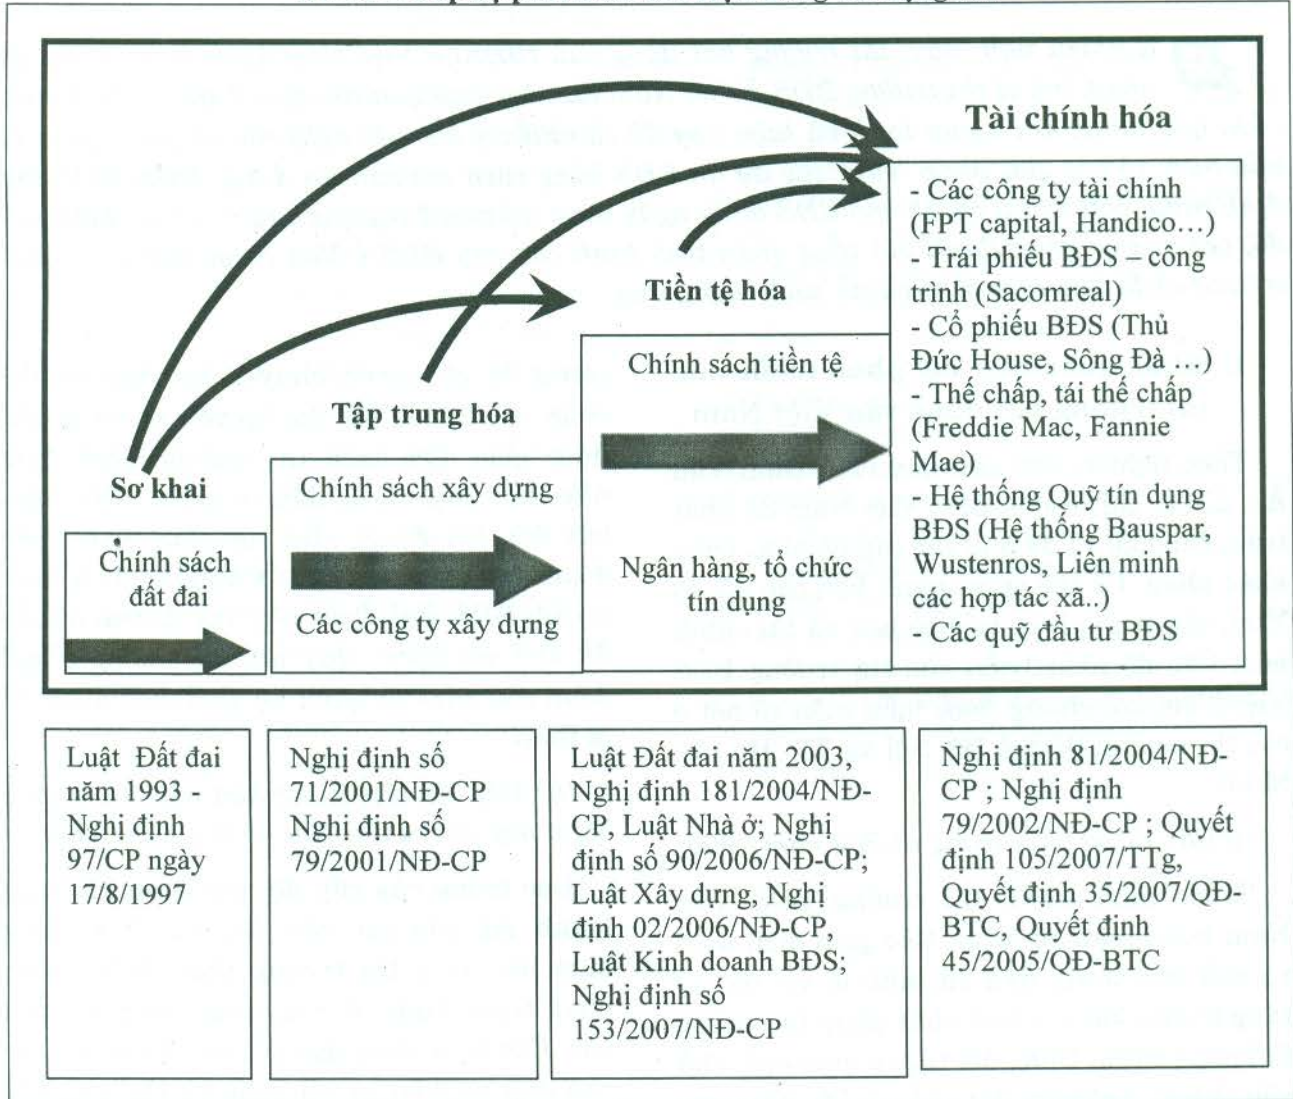 Tài chính hóa
- Các công ty tài chính
(FPT capital, Handico…)
- Trái phiếu BĐS – công
trình (Sacomreal)
- Cổ phiếu BĐS (Thủ
Đức House, Sông Đà …)
- Thế chấp, tái thế chấp
(Freddie Mac, Fannie
Mae)
- Hệ thống Quỹ tín dụng
BĐS (Hệ thống Bauspar,
Wustenros, Liên minh
các hợp tác xã..)
- Các quỹ đầu tư BĐS
Tiền tệ hóa
Chính sách tiền tệ
Ngân hàng, tổ chức
tín dụng
Tập trung hóa
Chính sách xây dựng
Các công ty xây dựng
Sơ khai
Chính sách
đất đai
Luật Đất đai
năm 1993 -
Nghị định
97/CP ngày
17/8/1997
Nghị định số
71/2001/NĐ-CP
Nghị định số
79/2001/NĐ-CP
Luật Đất đai năm 2003,
Nghị định 181/2004/NĐ-
CP, Luật Nhà ở; Nghị
định số 90/2006/NĐ-CP;
Luật Xây dựng, Nghị
định 02/2006/NĐ-CP,
Luật Kinh doanh BĐS;
Nghị định số
153/2007/NĐ-CP
Nghị định 81/2004/NĐ-
CP ; Nghị định
79/2002/NĐ-CP ; Quyết
định 105/2007/TTg,
Quyết định 35/2007/QĐ-
BTC, Quyết định
45/2005/QĐ-BTC